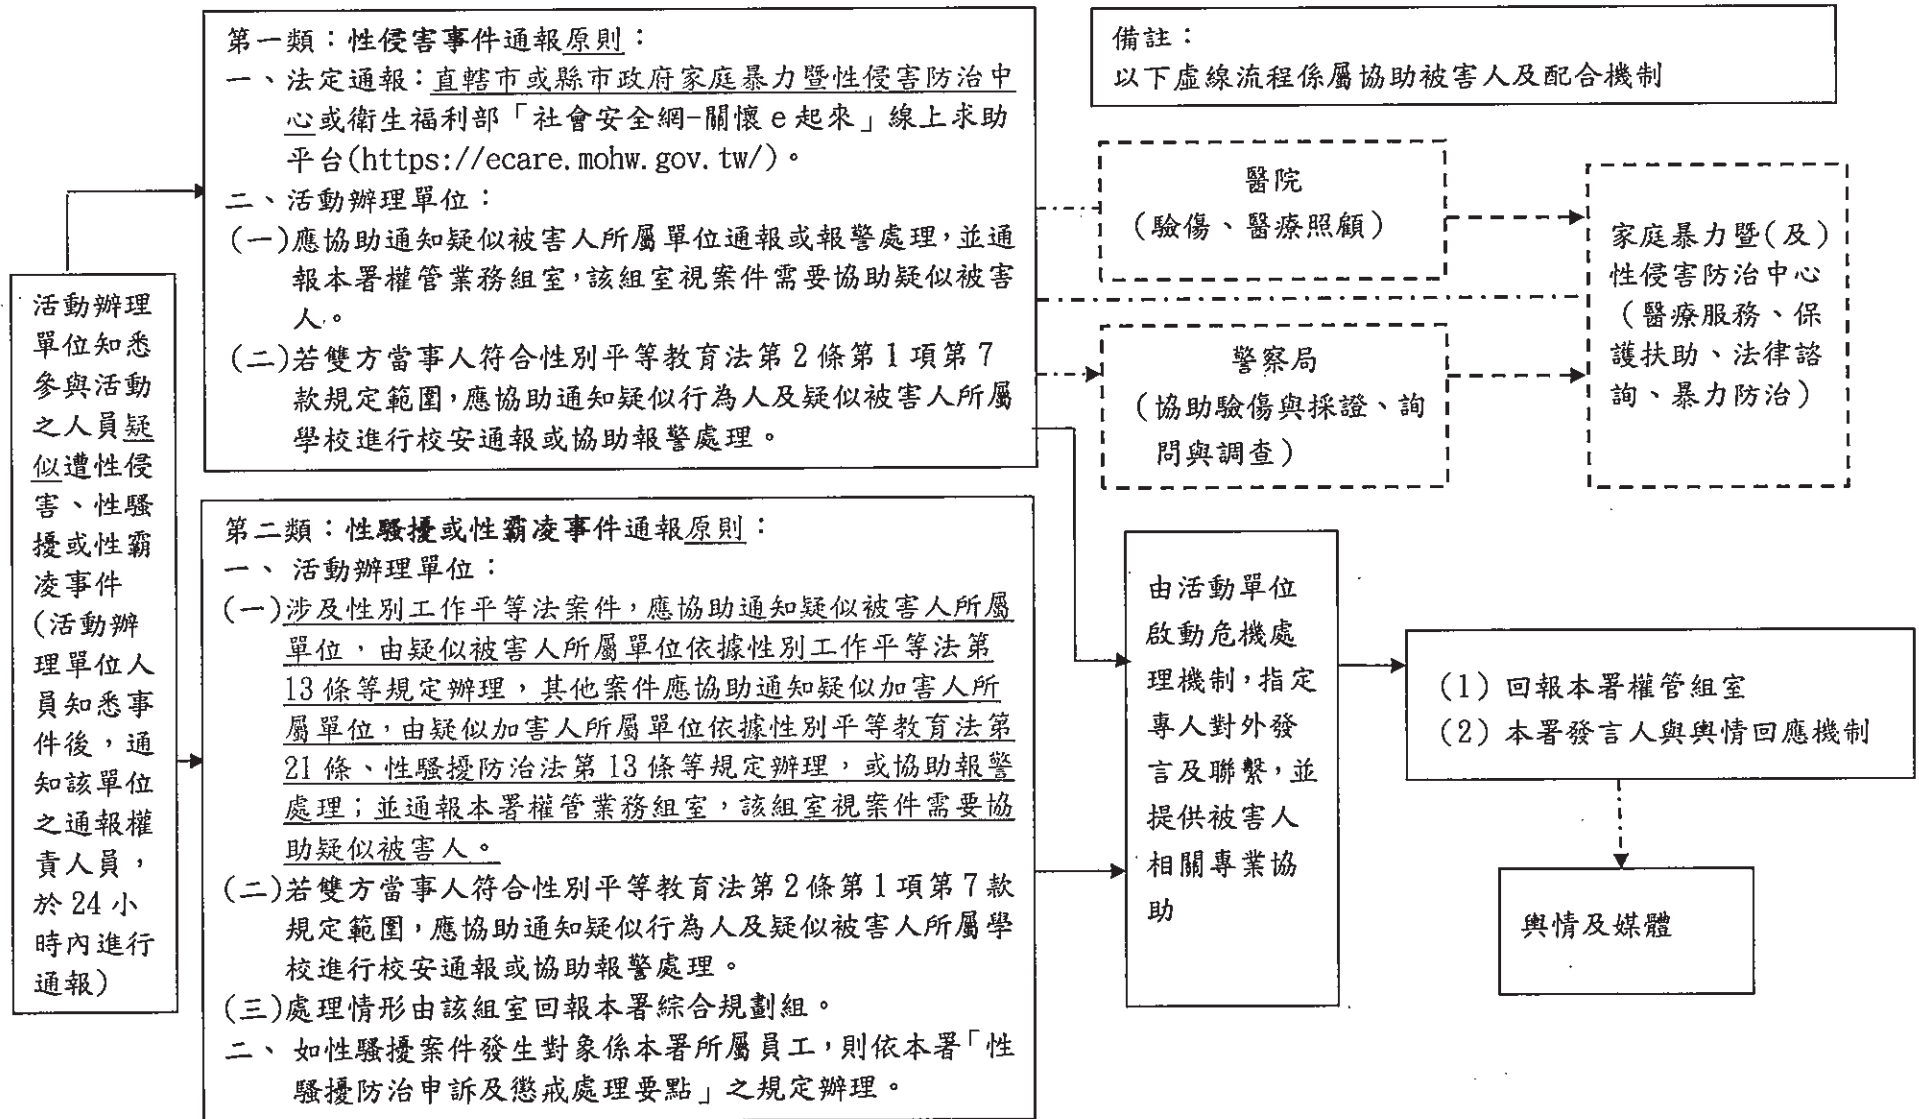 活動辦理
單位知悉
參與活動
之人員疑
似遭性侵
害、性騷
擾或性霸
凌事件
(活動辦
理單位人
員知悉事
件後,通
知該單位
之通報權
責人員,
於24小
時內進行
通報)
第一類:性侵害事件通報原則:
一、法定通報:直轄市或縣市政府家庭暴力暨性侵害防治中
心或衛生福利部「社會安全網-關懷e起來」線上求助
平台(https://ecare.mohw.gov.tw/)。
二、活動辦理單位:
(一)應協助通知疑似被害人所屬單位通報或報警處理,並通
報本署權管業務組室,該組室視案件需要協助疑似被害
人。
(二)若雙方當事人符合性別平等教育法第2條第1項第7
款規定範圍,應協助通知疑似行為人及疑似被害人所屬
學校進行校安通報或協助報警處理。
第二類:性騷擾或性霸凌事件通報原則:
一、活動辦理單位:
(一)涉及性別工作平等法案件,應協助通知疑似被害人所屬
單位,由疑似被害人所屬單位依據性別工作平等法第
13條等規定辦理,其他案件應協助通知疑似加害人所
屬單位,由疑似加害人所屬單位依據性別平等教育法第
21條、性騷擾防治法第13條等規定辦理,或協助報警
處理;並通報本署權管業務組室,該組室視案件需要協
助疑似被害人。
(二)若雙方當事人符合性別平等教育法第2條第1項第7款
規定範圍,應協助通知疑似行為人及疑似被害人所屬學
校進行校安通報或協助報警處理。
(三)處理情形由該組室回報本署綜合規劃組。
二、如性騷擾案件發生對象係本署所屬員工,則依本署「性
騷擾防治申訴及懲戒處理要點」之規定辦理。
備註:
以下虛線流程係屬協助被害人及配合機制
醫院
(驗傷、醫療照顧)
警察局
(協助驗傷與採證、詢
問與調查)
家庭暴力暨(及)
性侵害防治中心
(醫療服務、保
護扶助、法律諮
詢、暴力防治)
由活動單位
啟動危機處
理機制,指定
專人對外發
言及聯繫,並
提供被害人
相關專業協
助
(1)回報本署權管組室
(2)本署發言人與輿情回應機制
輿情及媒體